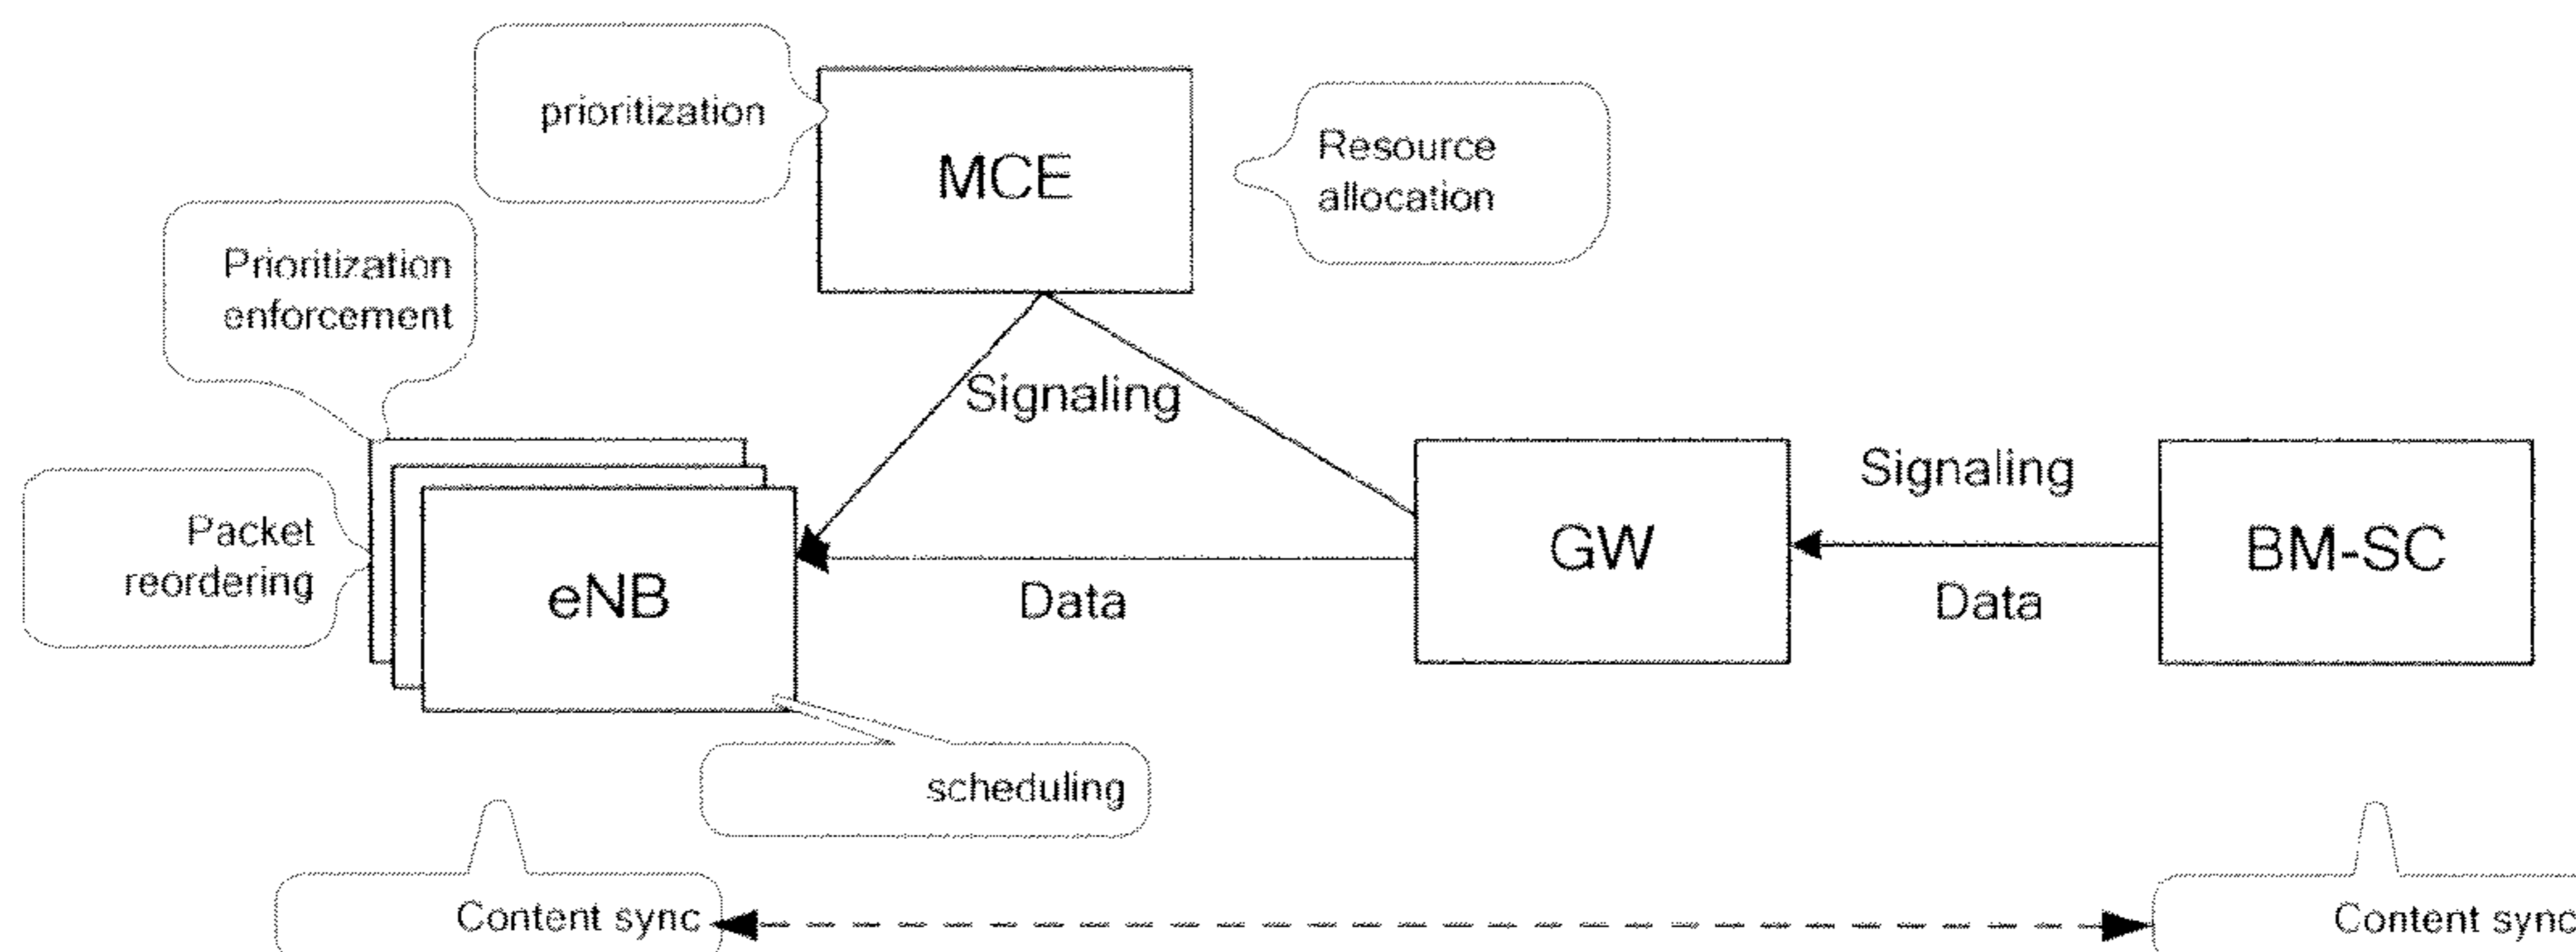 prioritization
MCE
Resource
allocation
Prioritization
enforcement
Signaling
Packet
reordering
eNB
Data
GW
Signaling
Data
BM-SC
scheduling
Content sync
Content sync